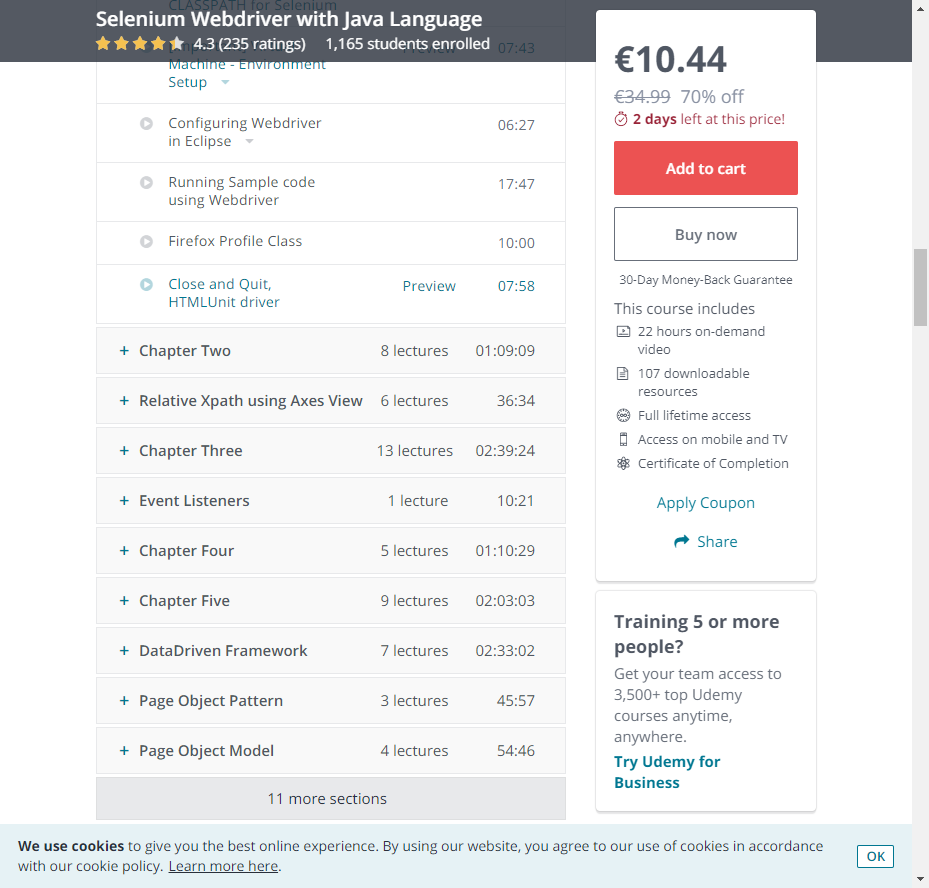 Selenium Webdriver with Java Language
4.3 (235 ratings) 1,165 students enrolled
CLASSPATH for Selenium
Preview 07:43
Machine - Environment
Setup
Configuring Webdriver
in Eclipse
06:27
Running Sample code
using Webdriver
17:47
Firefox Profile Class 10:00
Close and Quit,
HTMLUnit driver
Preview 07:58
+ Chapter Two 8 lectures 01:09:09
+ Relative Xpath using Axes View 6 lectures 36:34
+ Chapter Three 13 lectures 02:39:24
+ Event Listeners 1 lecture 10:21
+ Chapter Four 5 lectures 01:10:29
+ Chapter Five 9 lectures 02:03:03
+ DataDriven Framework 7 lectures 02:33:02
+ Page Object Pattern 3 lectures 45:57
+ Page Object Model 4 lectures 54:46
11 more sections
€10.44
€34.99 70% off
2 days left at this price!
Add to cart
Buy now
30-Day Money-Back Guarantee
This course includes
22 hours on-demand
video
107 downloadable
resources
Full lifetime access
Access on mobile and TV
Certificate of Completion
Apply Coupon
Share
Training 5 or more
people?
Get your team access to
3,500+ top Udemy
courses anytime,
anywhere.
Try Udemy for
Business
We use cookies to give you the best online experience. By using our website, you agree to our use of cookies in accordance
with our cookie policy. Learn more here.
OK